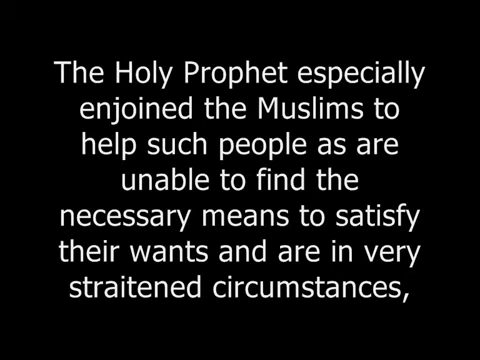 The Holy Prophet especially
enjoined the Muslims to
help such people as are
unable to find the
necessary means to satisfy
their wants and are in very
straitened circumstances,